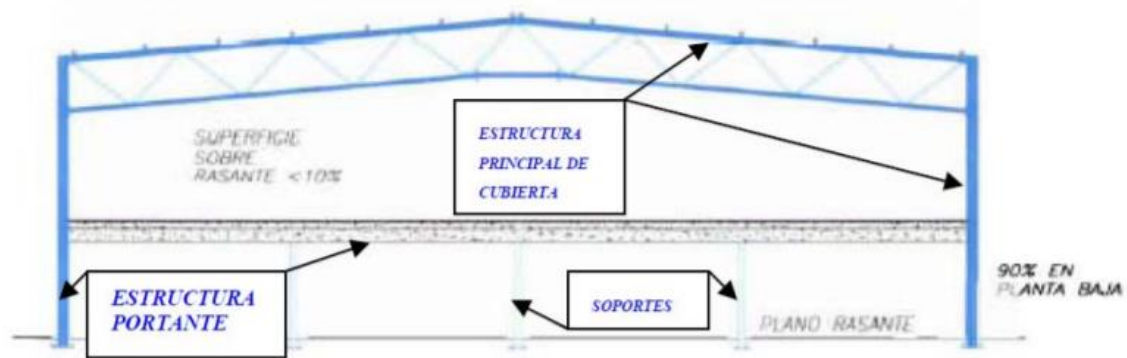 SUPERFICIE
SOBRE
RASANTE <10%
ESTRUCTURA
PRINCIPAL DE
CUBIERTA
ESTRUCTURA
PORTANTE
SOPORTES
90% EN
PLANTA BAJA
PLANO RASANTE